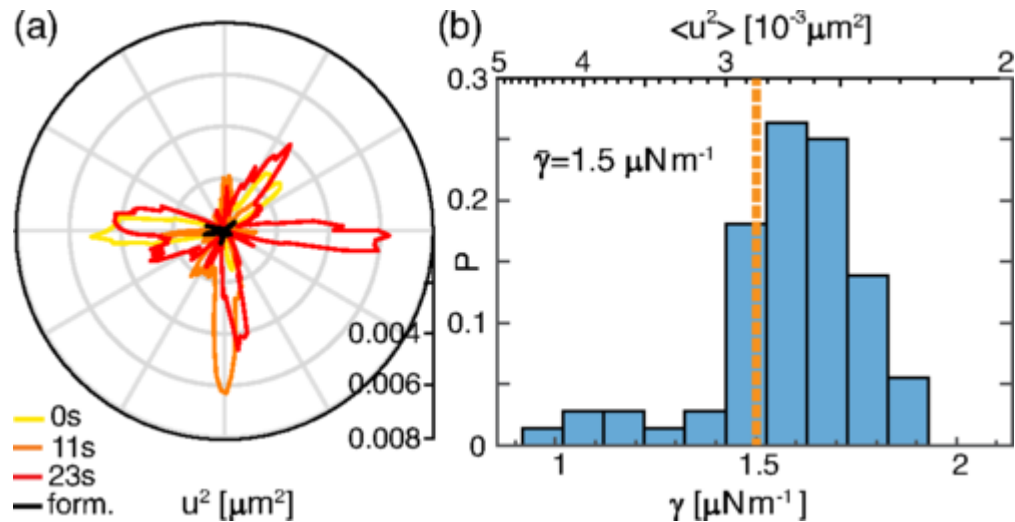 (a)
0.004
0.006
0.008
0s
11s
23s
form.
u² [μm²]
(b)
<u²> [10⁻³μm²]
5 4 3 2
0.3
0.2
0.1
0
P
γ̄=1.5 μNm⁻¹
1 1.5 2
γ [μNm⁻¹]